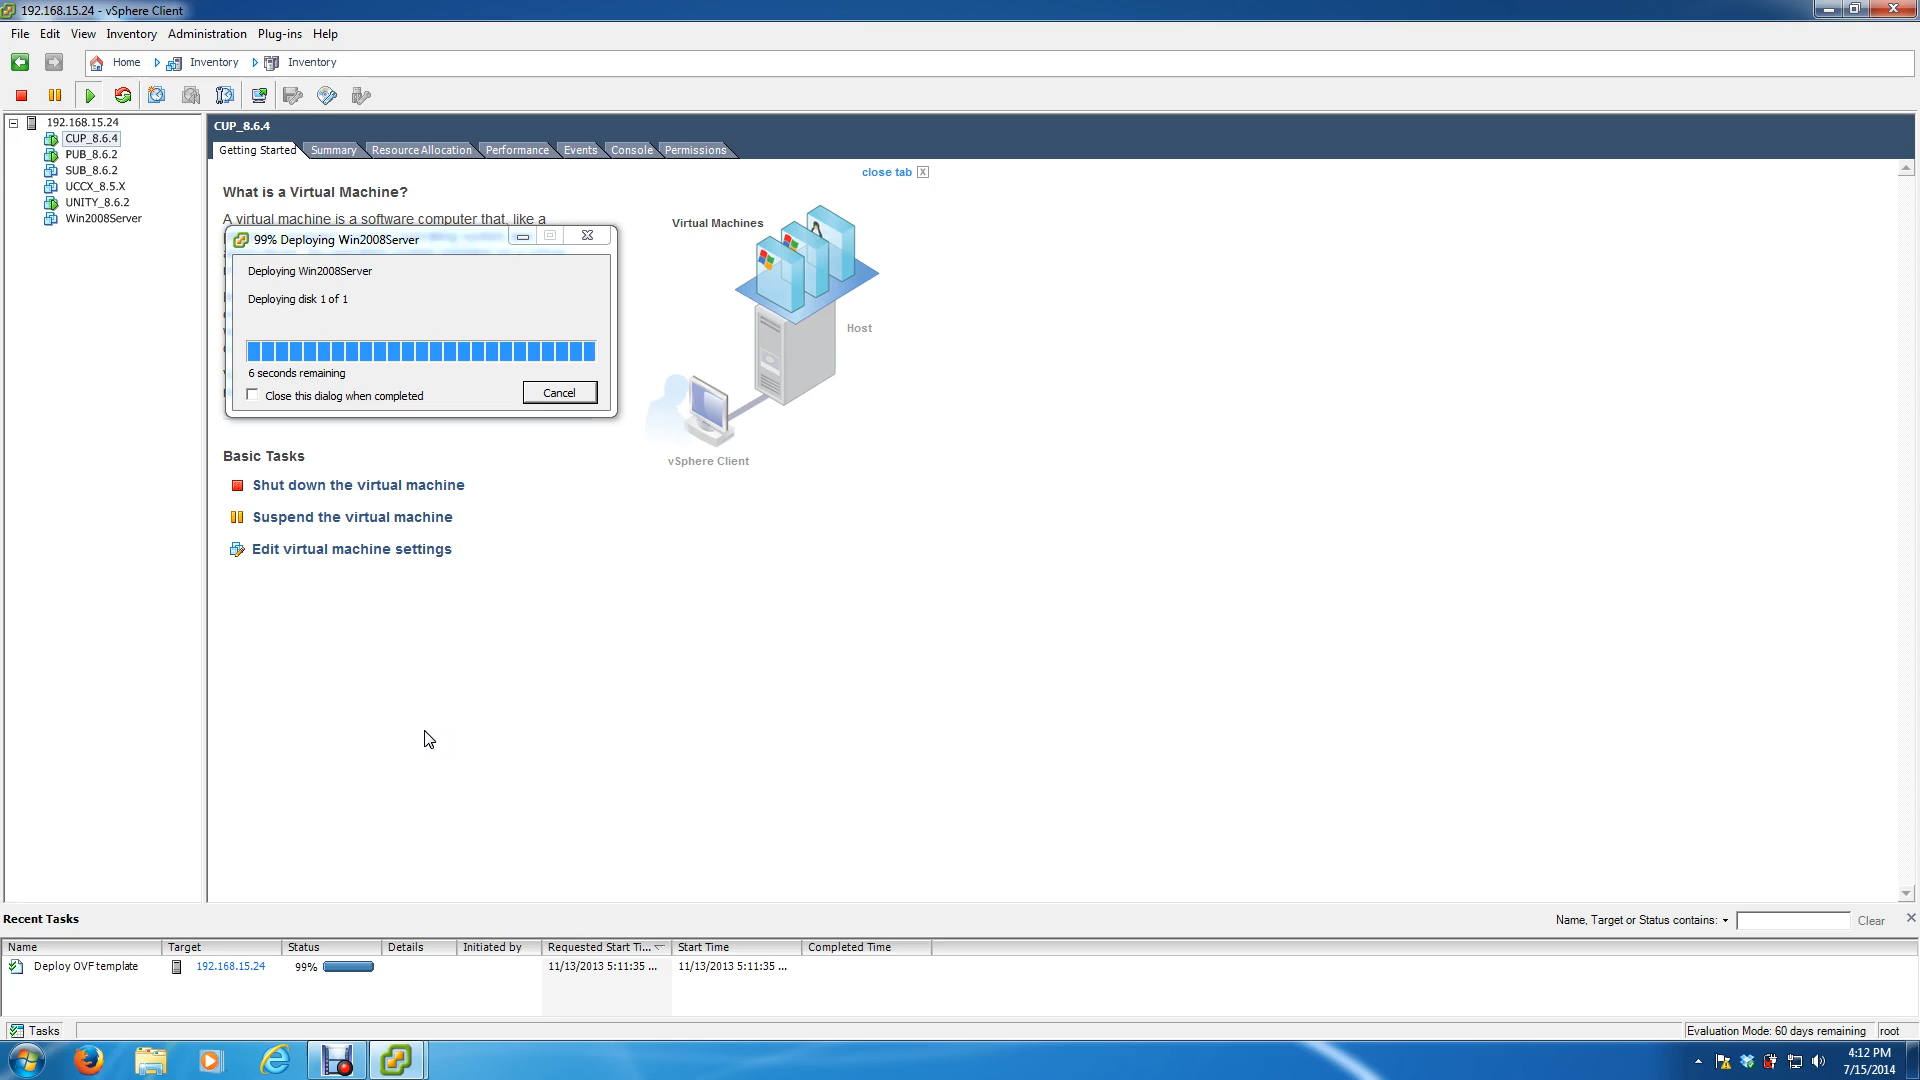 192.168.15.24 - vSphere Client
File Edit View Inventory Administration Plug-ins Help
Home Inventory Inventory
192.168.15.24
CUP_8.6.4
PUB_8.6.2
SUB_8.6.2
UCCX_8.5.X
UNITY_8.6.2
Win2008Server
CUP_8.6.4
Getting Started Summary Resource Allocation Performance Events Console Permissions
close tab X
What is a Virtual Machine?
A virtual machine is a software computer that, like a
99% Deploying Win2008Server
Deploying Win2008Server
Deploying disk 1 of 1
6 seconds remaining
Close this dialog when completed
Cancel
Virtual Machines
Host
vSphere Client
Basic Tasks
Shut down the virtual machine
Suspend the virtual machine
Edit virtual machine settings
Recent Tasks
Name, Target or Status contains: Clear
Name Target Status Details Initiated by Requested Start Ti... Start Time Completed Time
Deploy OVF template 192.168.15.24 99% 11/13/2013 5:11:35 ... 11/13/2013 5:11:35 ...
Tasks
Evaluation Mode: 60 days remaining root
4:12 PM
7/15/2014